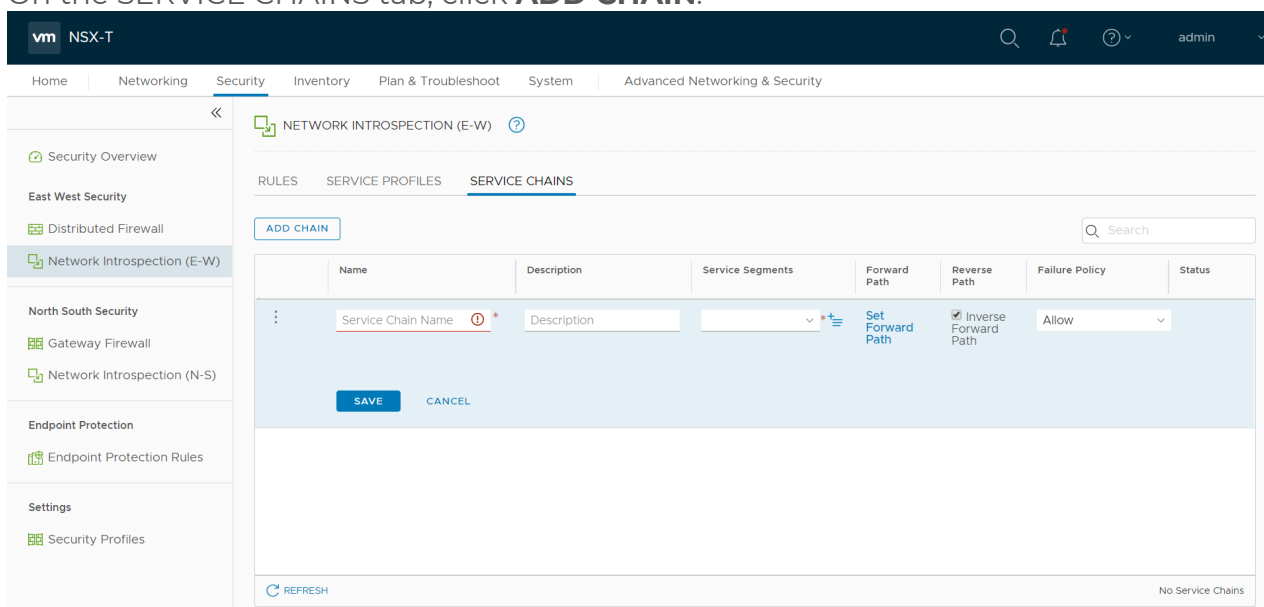 On the SERVICE CHAINS tab, click ADD CHAIN.
vm NSX-T admin
Home Networking Security Inventory Plan & Troubleshoot System Advanced Networking & Security
NETWORK INTROSPECTION (E-W) ?
Security Overview
RULES SERVICE PROFILES SERVICE CHAINS
East West Security
Distributed Firewall
ADD CHAIN Search
Network Introspection (E-W)
Name Description Service Segments Forward Path Reverse Path Failure Policy Status
North South Security
Service Chain Name * Description * Set Forward Path Inverse Forward Path Allow
Gateway Firewall
Network Introspection (N-S)
SAVE CANCEL
Endpoint Protection
Endpoint Protection Rules
Settings
Security Profiles
REFRESH No Service Chains